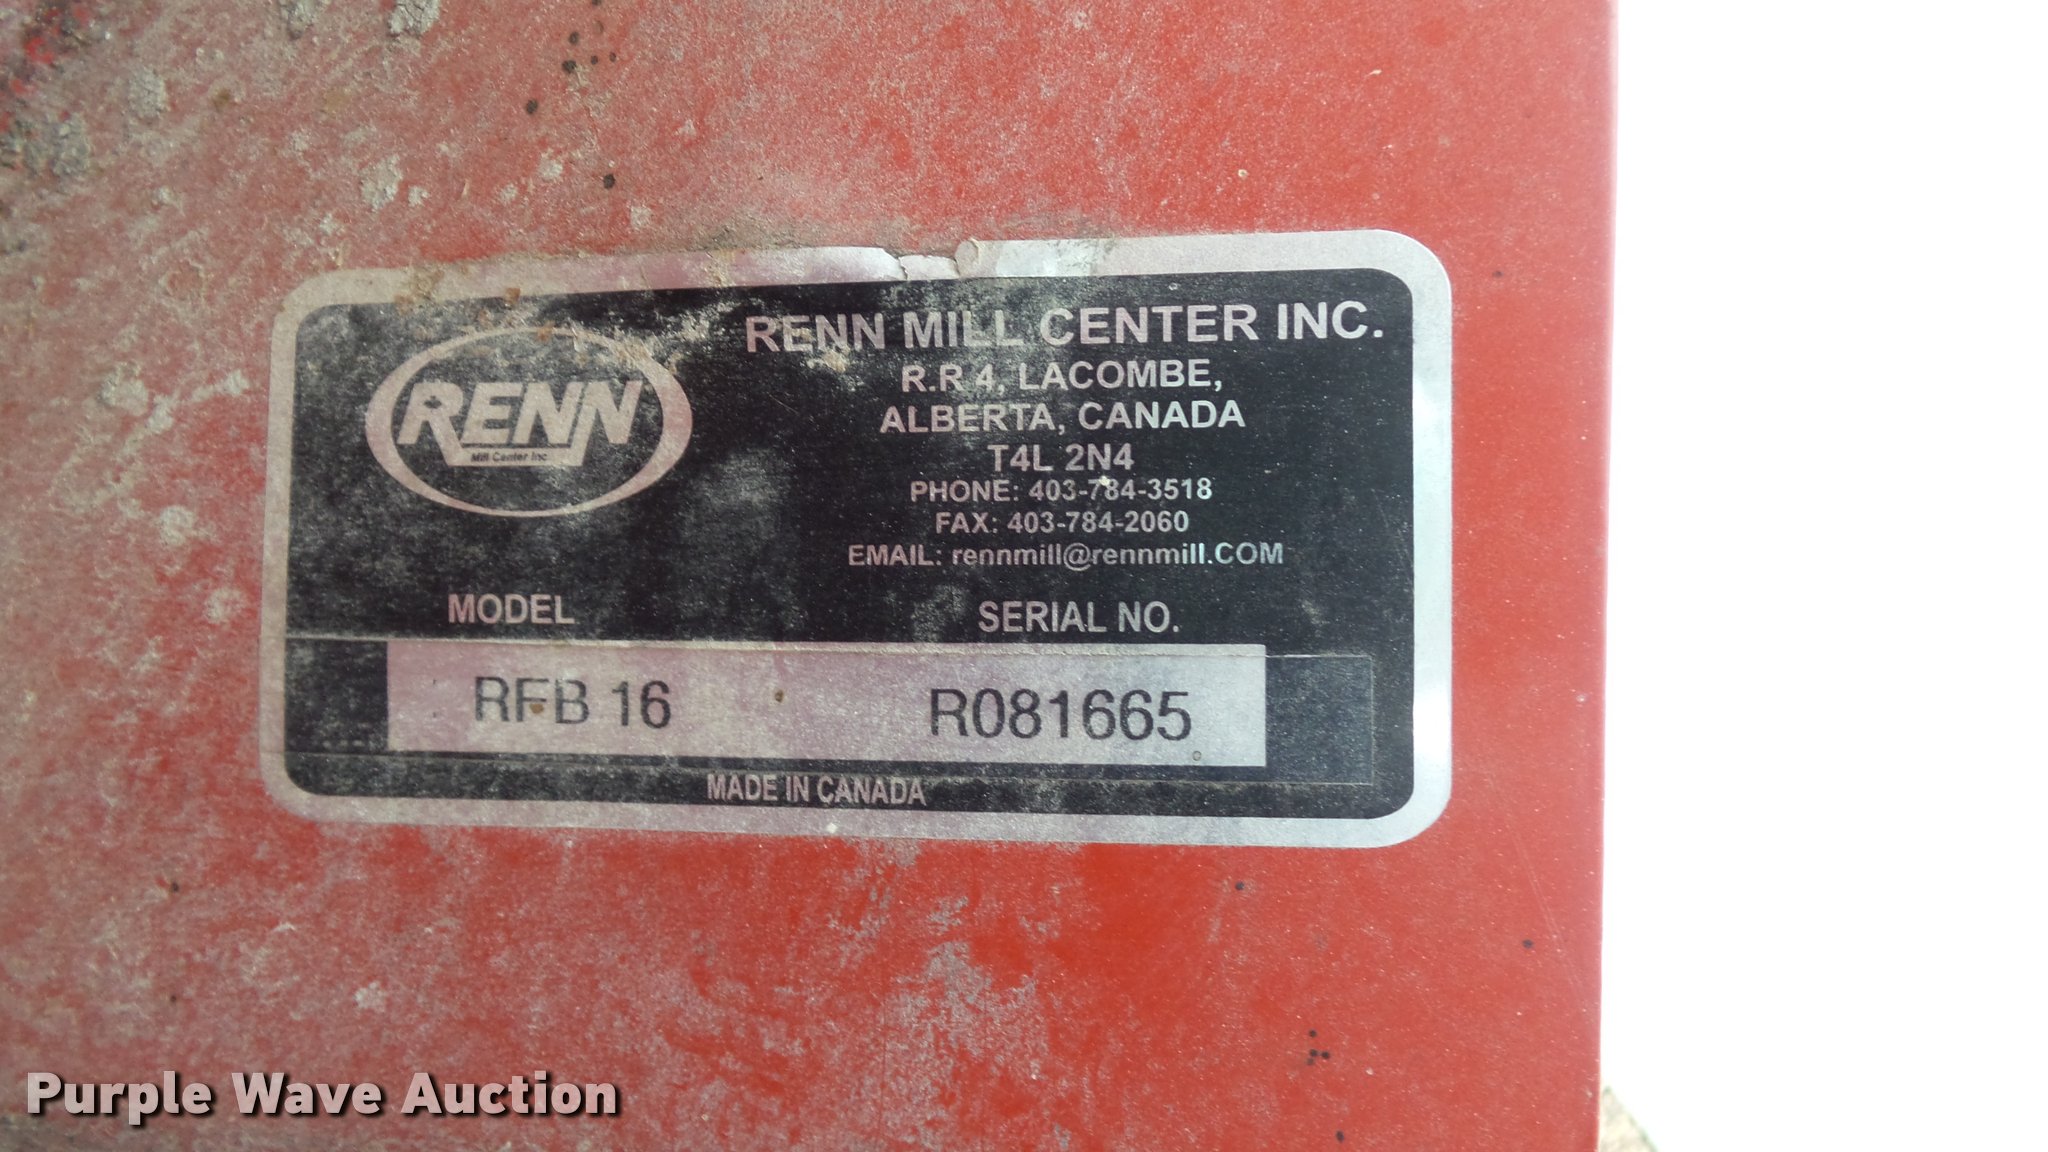 RENN
Mill Center Inc
RENN MILL CENTER INC.
R.R 4, LACOMBE,
ALBERTA, CANADA
T4L 2N4
PHONE: 403-784-3518
FAX: 403-784-2060
EMAIL: rennmill@rennmill.COM
MODEL SERIAL NO.
RFB 16 R081665
MADE IN CANADA
Purple Wave Auction